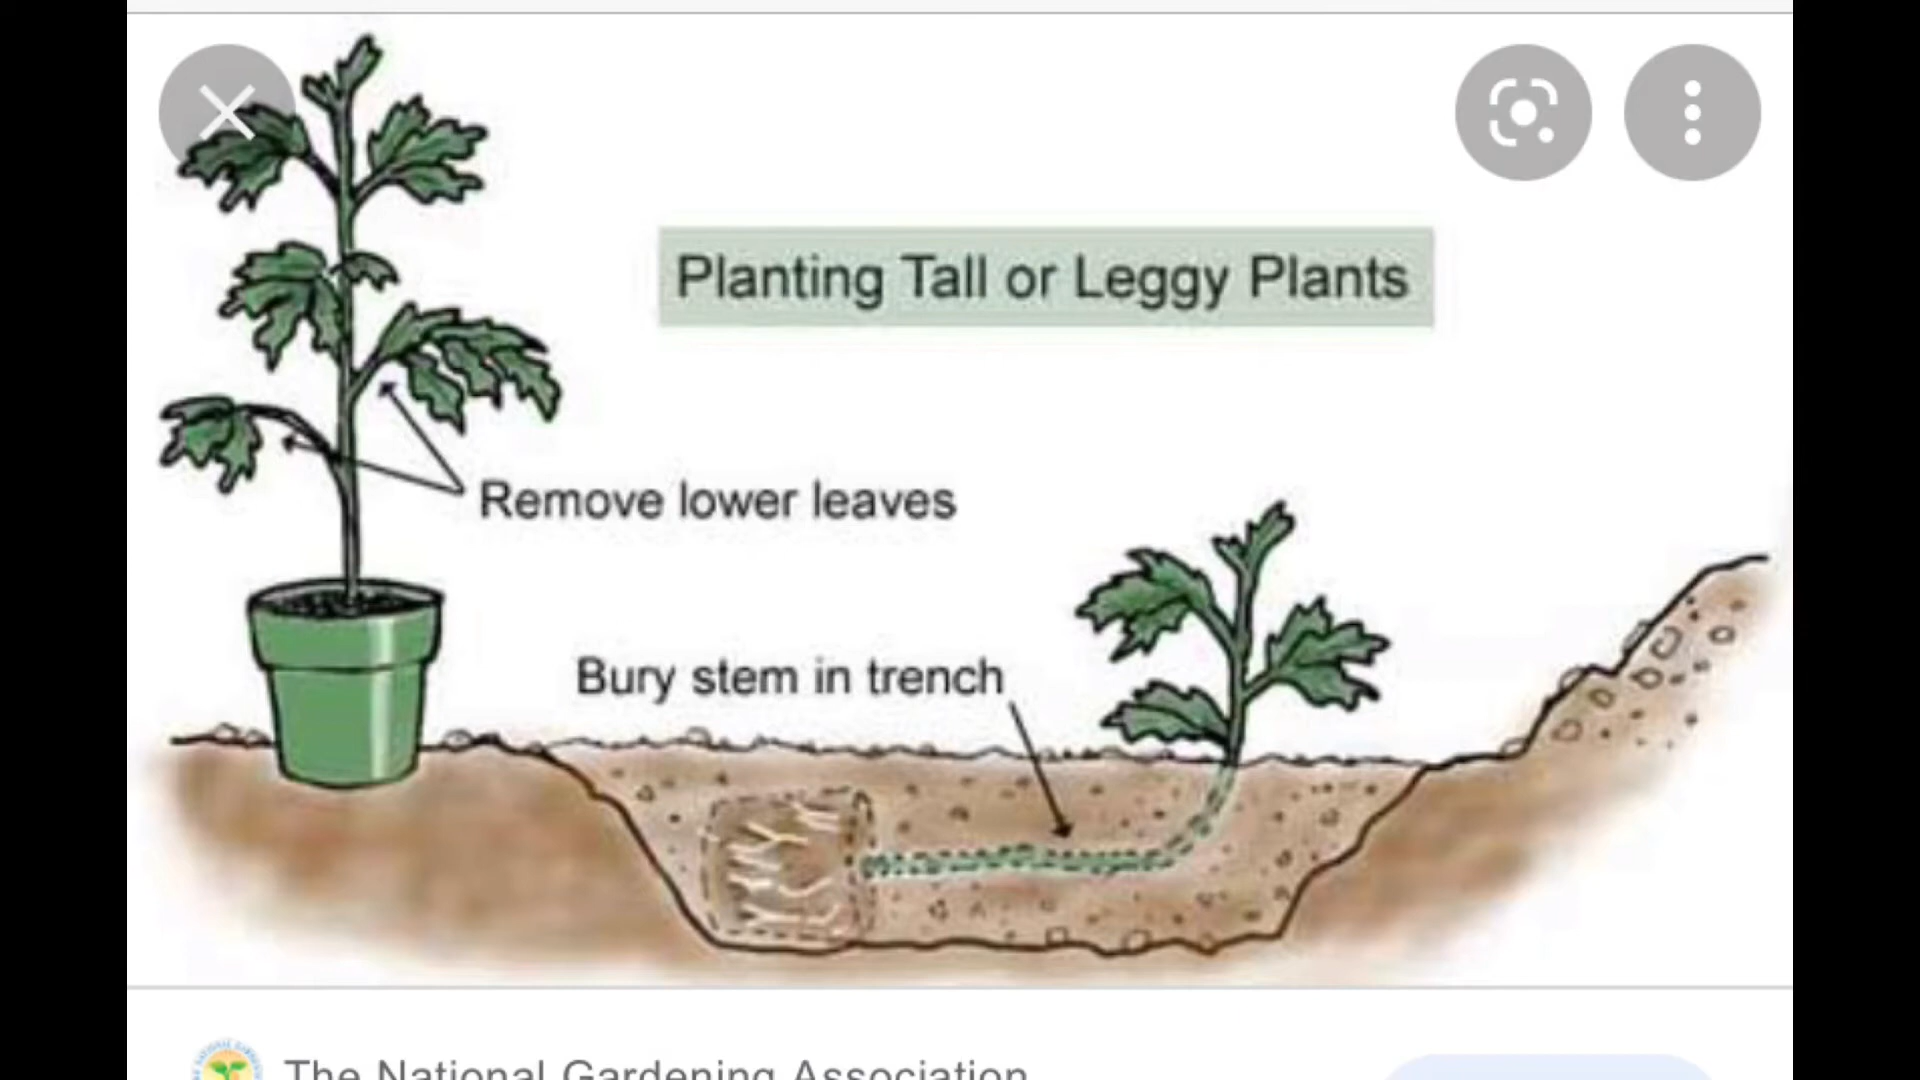 Planting Tall or Leggy Plants
Remove lower leaves
Bury stem in trench
The National Gardening Association